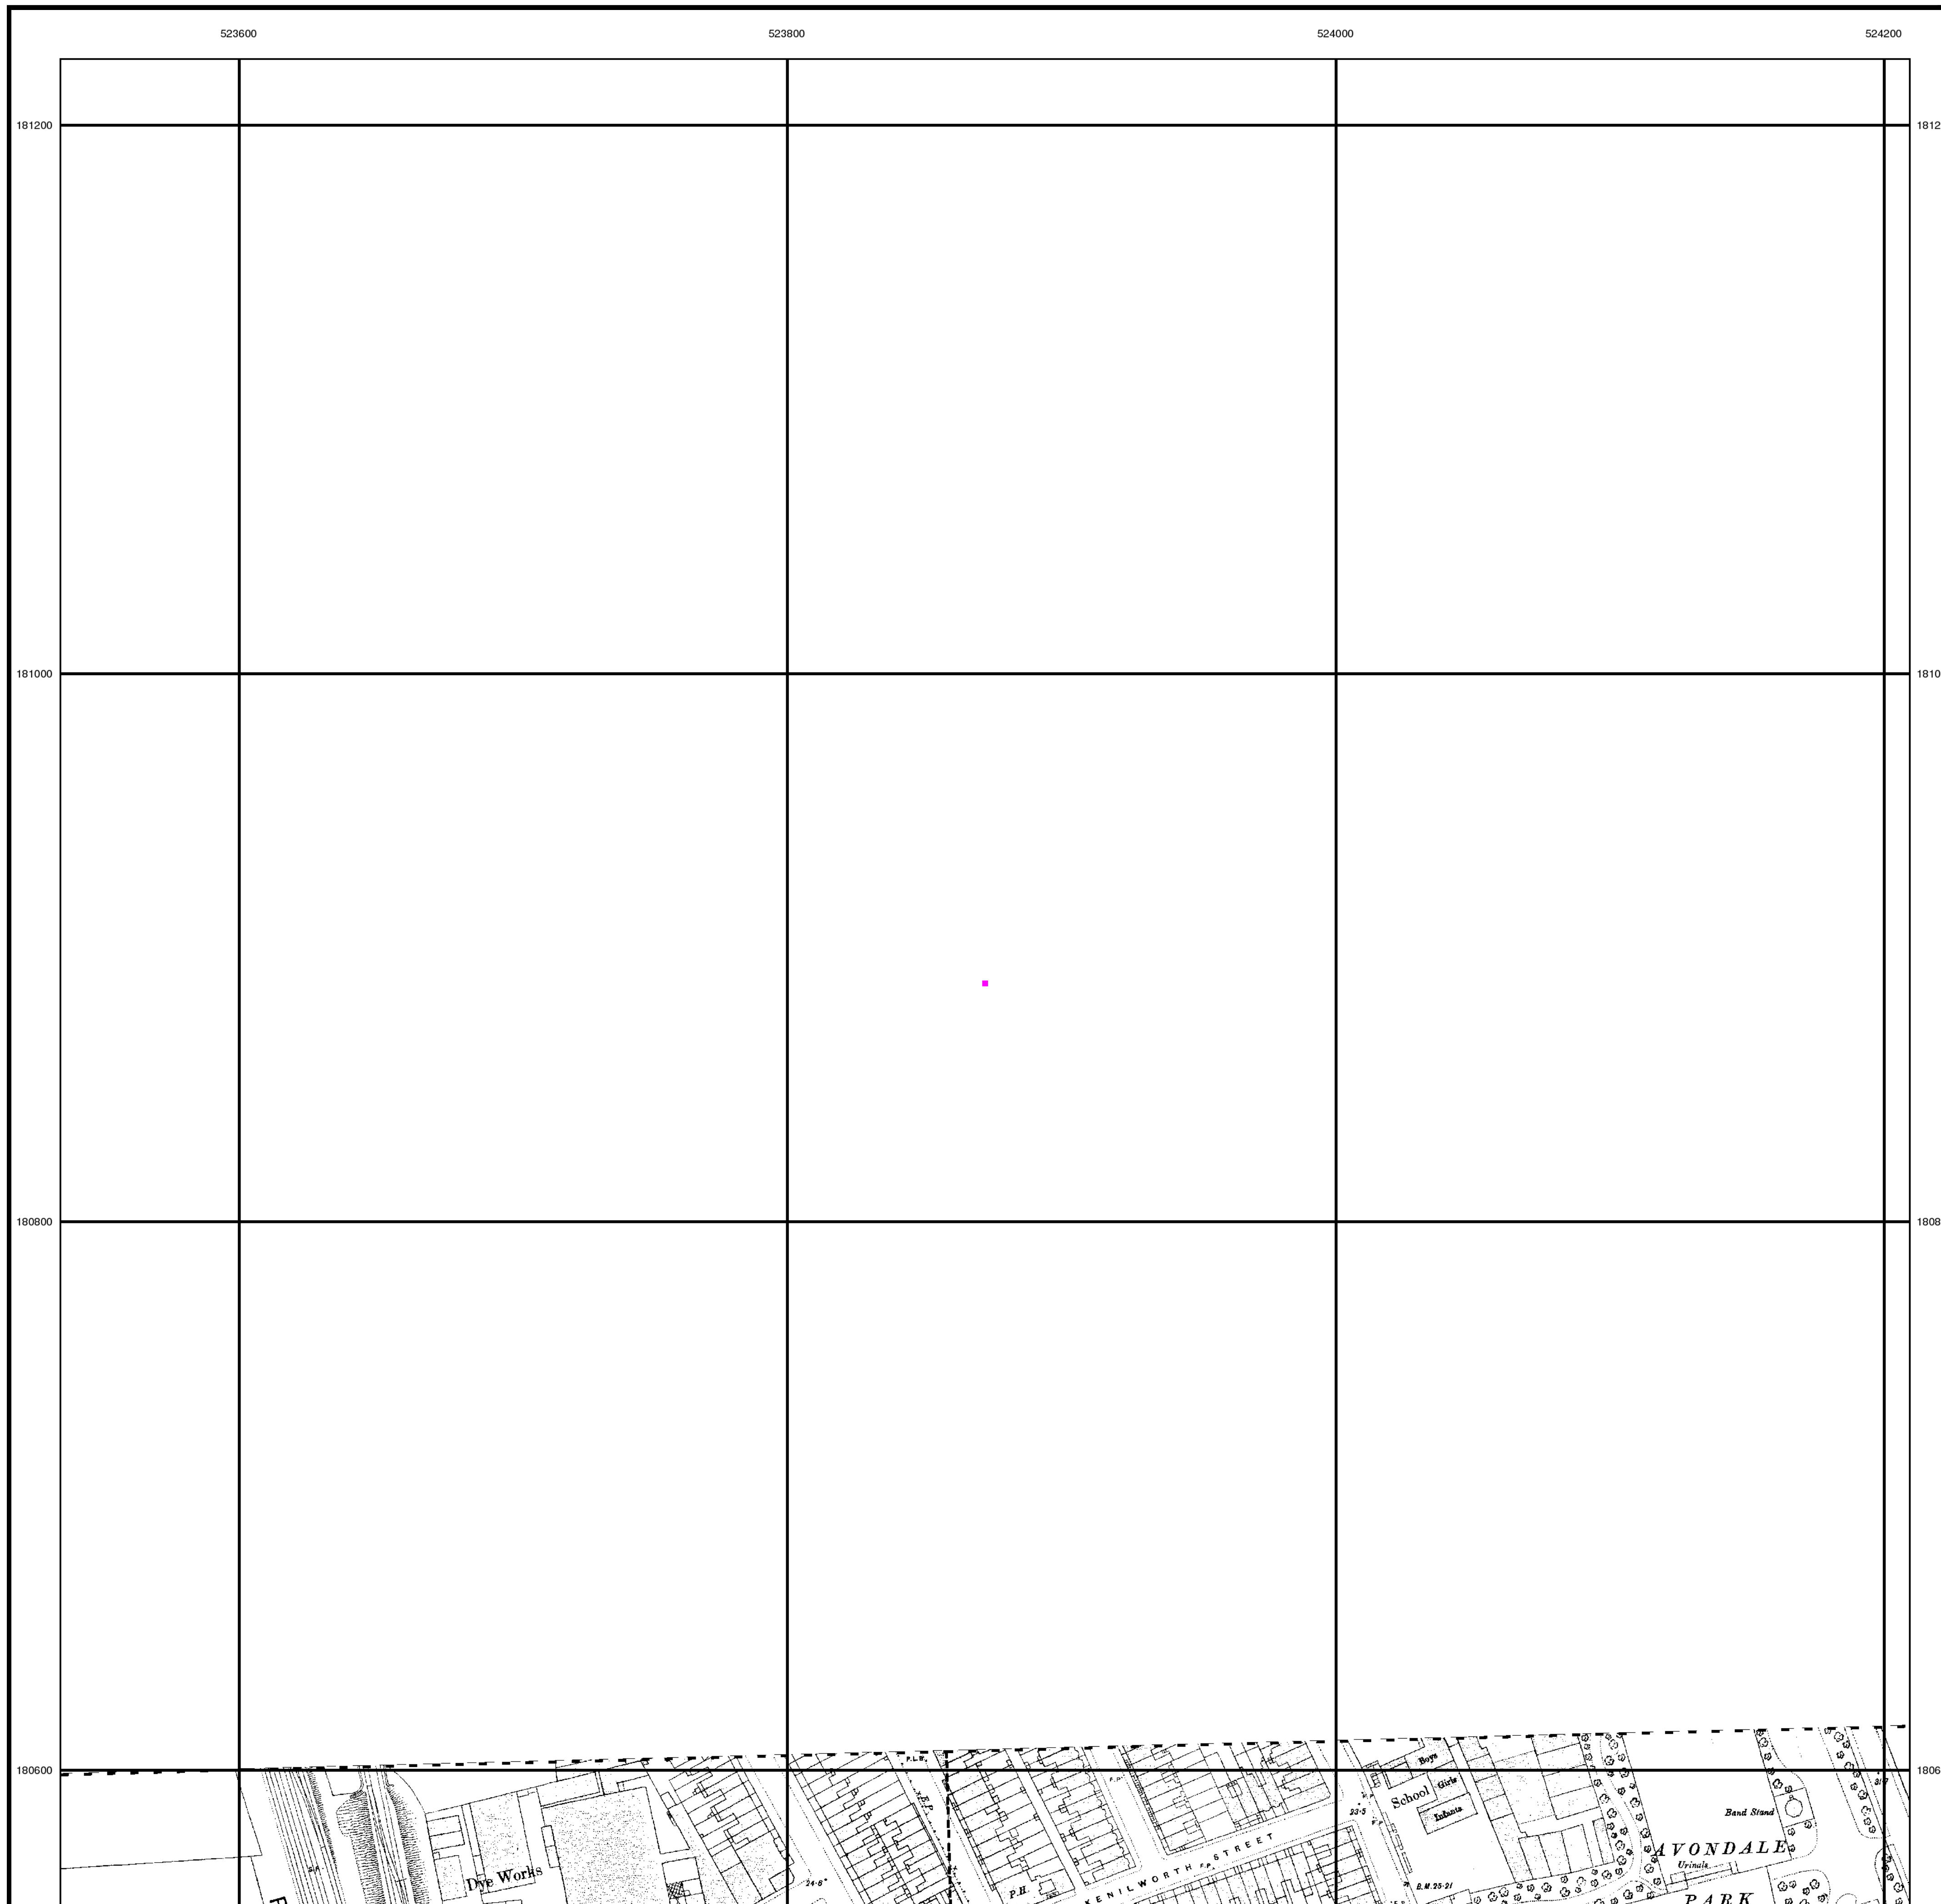 523600 523800 524000 524200
181200 1812
181000 1810
180800 1808
180600 1806
P.L.B.
Boys
Girls
School
Infants
F.P.
E.P.
23·5
Band Stand
AVONDALE
Urinals
PARK
KENILWORTH STREET
F.P.
P.H.
24·6
B.M.25·21
Dye Works
S.P.